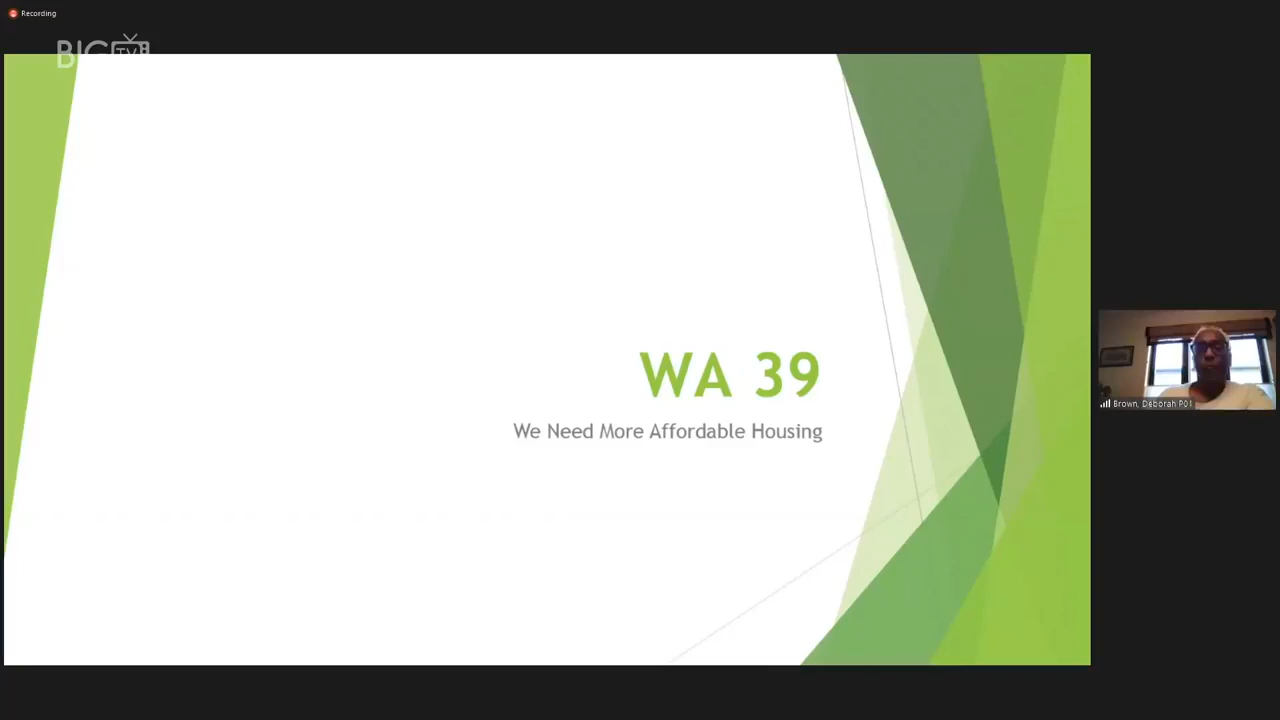 Recording
BIG TV
WA 39
We Need More Affordable Housing
Brown, Deborah P01